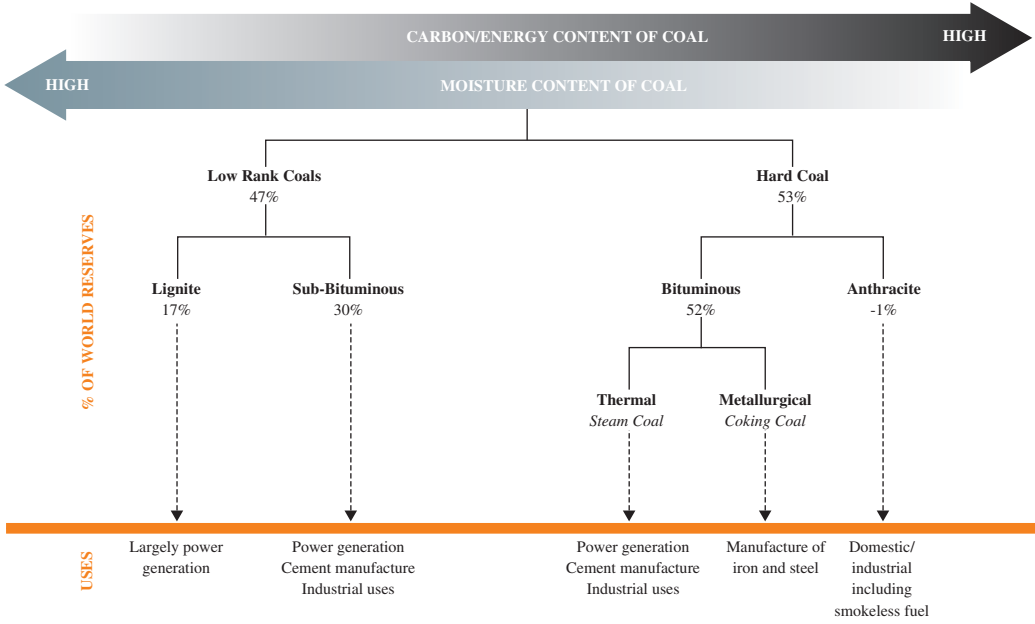 CARBON/ENERGY CONTENT OF COAL
HIGH
HIGH
MOISTURE CONTENT OF COAL
Low Rank Coals
47%
Hard Coal
53%
% OF WORLD RESERVES
Lignite
17%
Sub-Bituminous
30%
Bituminous
52%
Anthracite
-1%
Thermal
Steam Coal
Metallurgical
Coking Coal
USES
Largely power
generation
Power generation
Cement manufacture
Industrial uses
Power generation
Cement manufacture
Industrial uses
Manufacture of
iron and steel
Domestic/
industrial
including
smokeless fuel